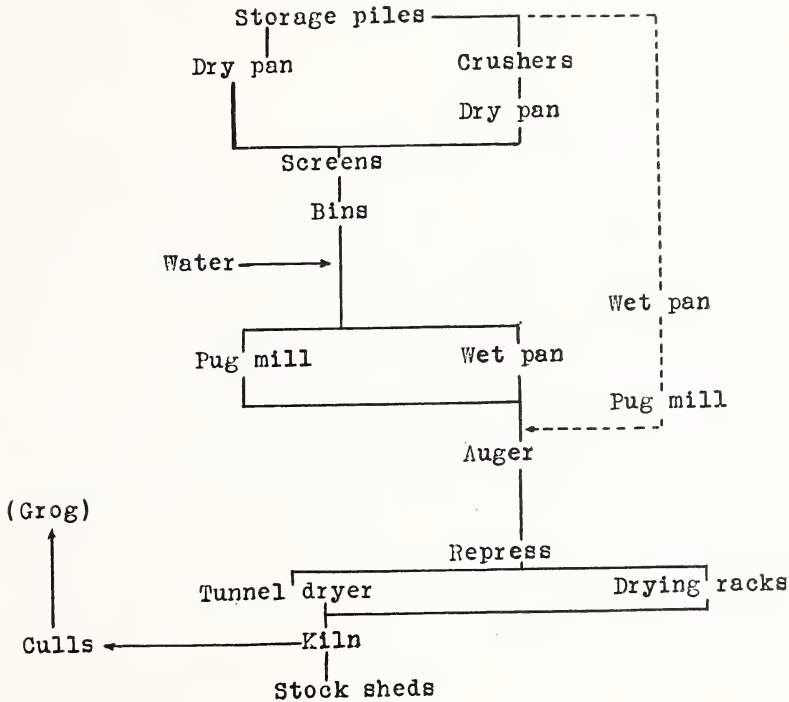 Storage piles
Dry pan
Crushers
Dry pan
Screens
Bins
Water
Wet pan
Pug mill
Wet pan
Pug mill
Auger
(Grog)
Repress
Tunnel dryer
Drying racks
Culls
Kiln
Stock sheds